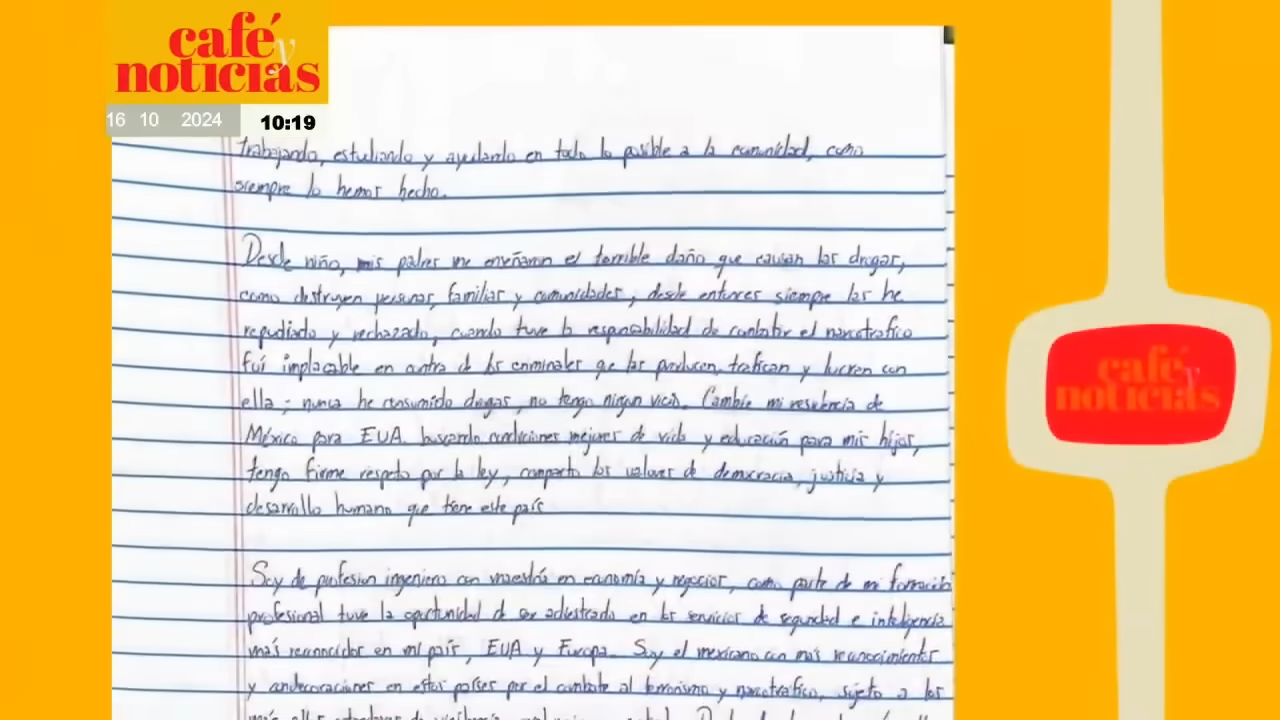 café y
noticias
16 10 2024 10:19
trabajando, estudiando y ayudando en todo lo posible a la comunidad, como
siempre lo hemos hecho.
Desde niño, mis padres me enseñaron el terrible daño que causan las drogas,
como destruyen personas, familias y comunidades, desde entonces siempre las he
repudiado y rechazado, cuando tuve la responsabilidad de combatir el narcotrafico
fuí implacable en contra d los criminales qe las producen, trafican y lucren con
ella; nunca he consumido drogas, no tengo ningun vicio. Cambie mi residencia de
México para EUA buscando condiciones mejores de vida y educación para mis hijos,
tengo firme respeto por la ley, comparto los valores de democracia, justicia y
desarrollo humano que tiene este país
Soy de profesion ingeniero con maestría en economía y negocios, como parte de mi formación
profesional tuve la oportunidad d ser adiestrado en los servicios de seguridad e inteligencia
más reconocidos en mi país, EUA y Europa. Soy el mexicano con más reconocimientos
y condecoraciones en estos países por el combate al terrorismo y narcotrafico, sujeto a los
café y
noticias